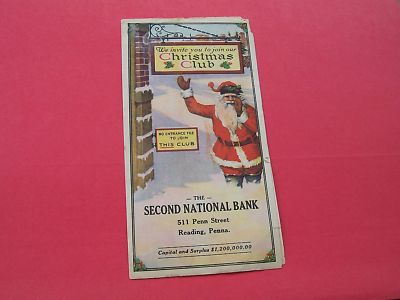 We invite you to join our
Christmas
Club
NO ENTRANCE FEE
TO JOIN
THIS CLUB
— THE —
SECOND NATIONAL BANK
511 Penn Street
Reading, Penna.
Capital and Surplus $1,200,000.00